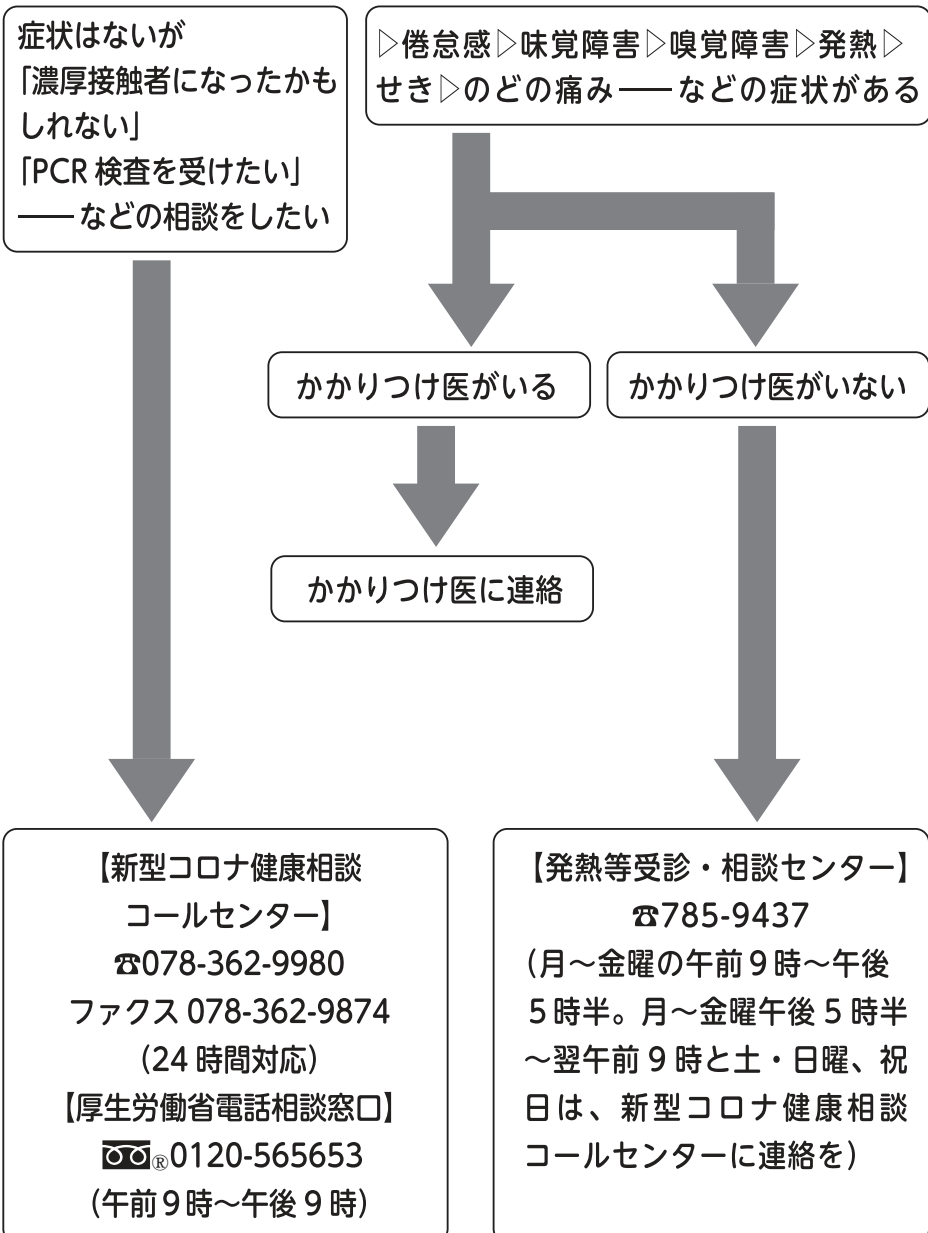 症状はないが
「濃厚接触者になったかも
しれない」
「PCR 検査を受けたい」
――などの相談をしたい
▷倦怠感▷味覚障害▷嗅覚障害▷発熱▷
せき▷のどの痛み――などの症状がある
かかりつけ医がいる
かかりつけ医がいない
かかりつけ医に連絡
【新型コロナ健康相談
コールセンター】
☎078-362-9980
ファクス 078-362-9874
(24 時間対応)
【厚生労働省電話相談窓口】
®0120-565653
(午前9時~午後9時)
【発熱等受診・相談センター】
☎785-9437
(月~金曜の午前9時~午後
5時半。月~金曜午後5時半
~翌午前9時と土・日曜、祝
日は、新型コロナ健康相談
コールセンターに連絡を)